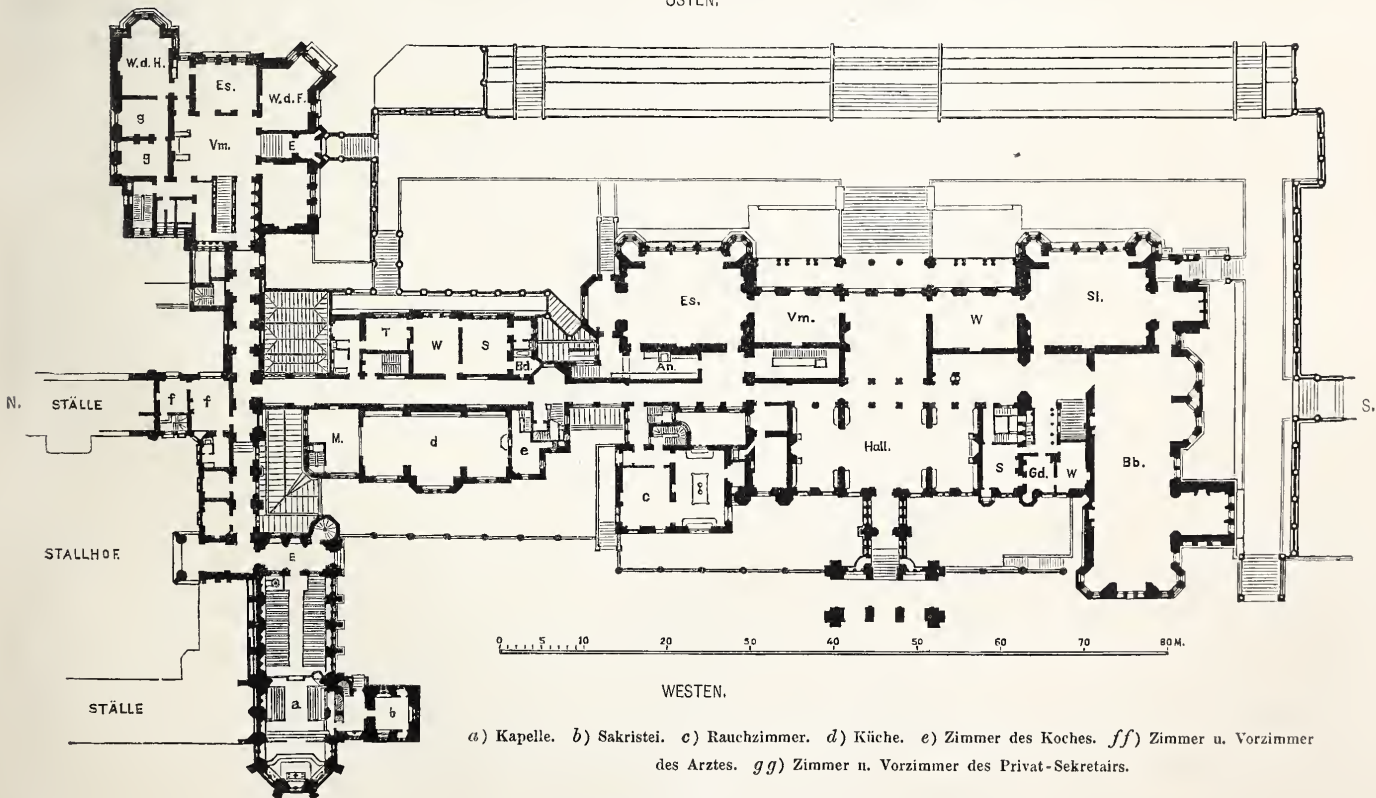 OSTEN.
W.d.H.
Es.
W.d.F.
g
Vm.
E
g
Es.
Vm.
W
Sl.
T
W
S
Bd.
An.
N.
STÄLLE
f
f
S.
M.
d
e
Hall.
Bb.
c
c
S
Gd.
W
STALLHOF
E
0 5 10 20 30 40 50 60 70 80 M.
a
b
WESTEN.
STÄLLE
a) Kapelle. b) Sakristei. c) Rauchzimmer. d) Küche. e) Zimmer des Koches. ff) Zimmer u. Vorzimmer
des Arztes. gg) Zimmer u. Vorzimmer des Privat-Sekretairs.